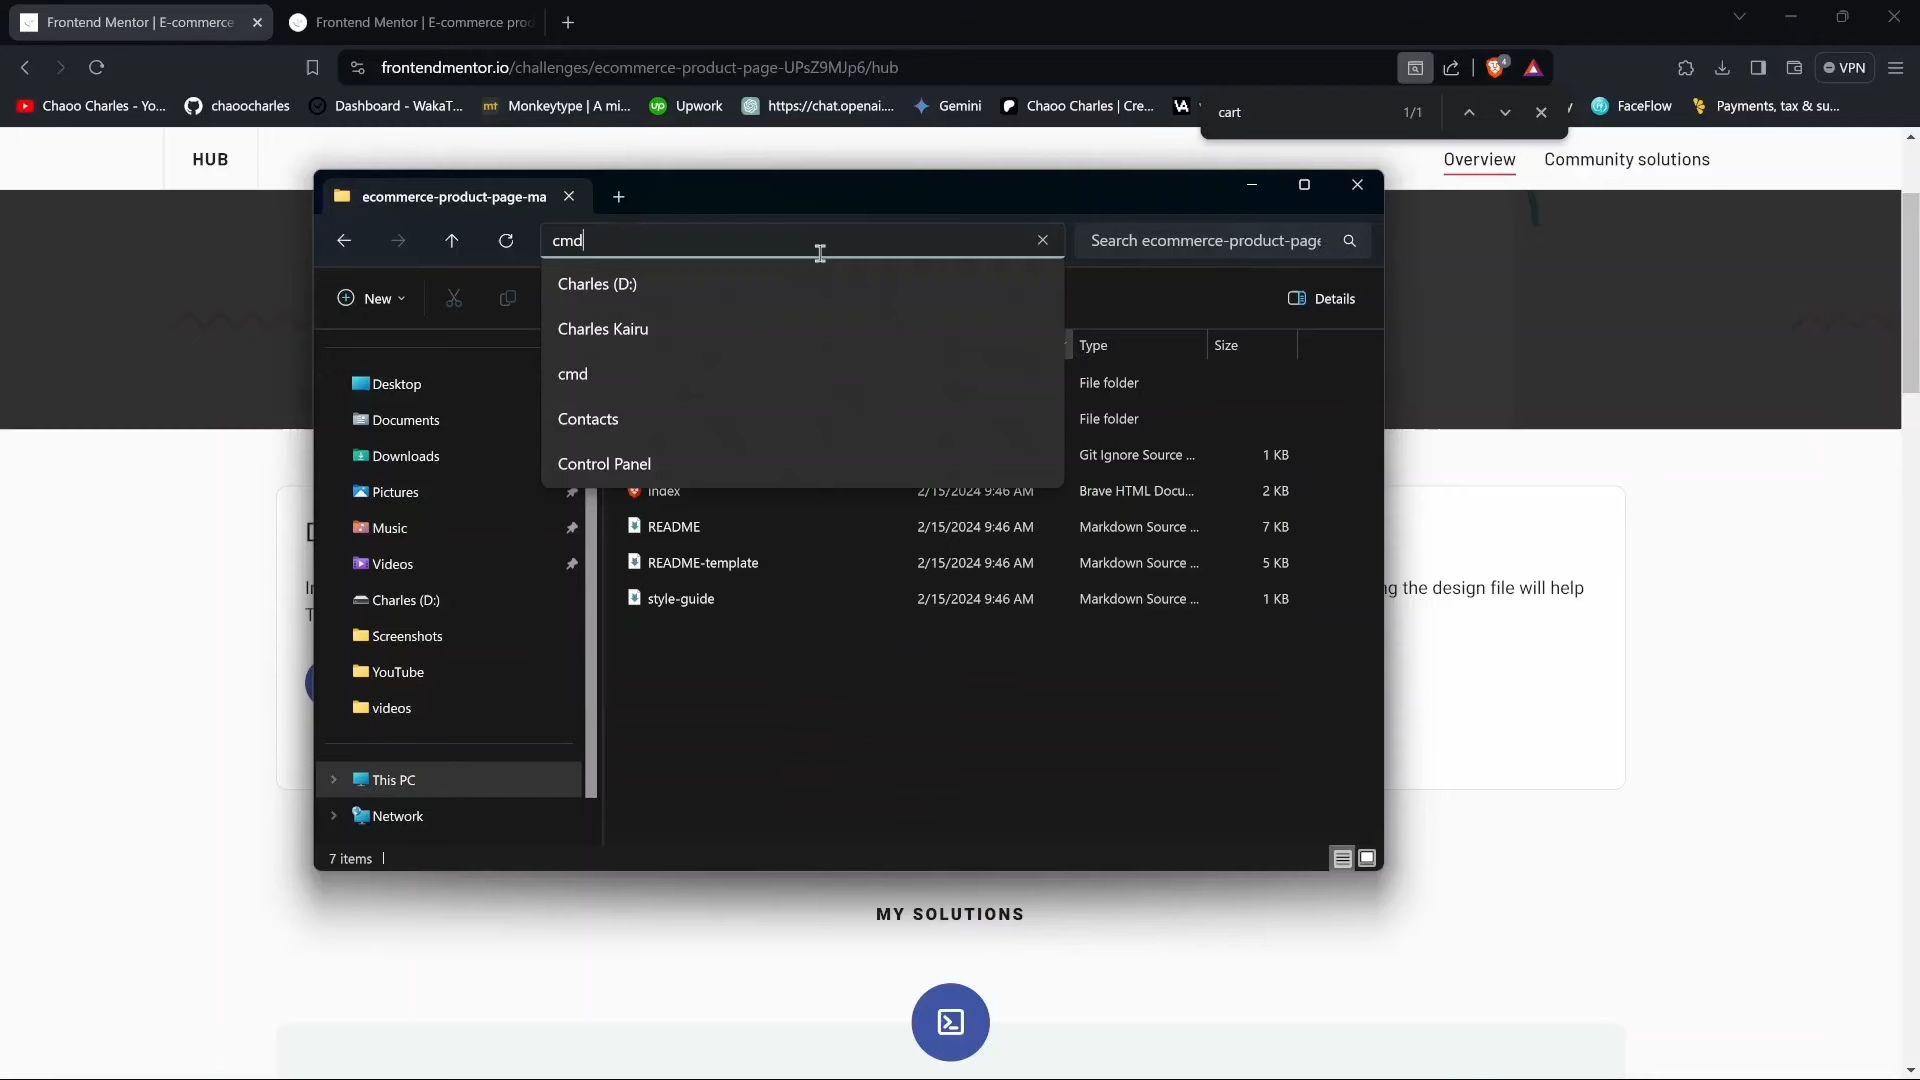 Frontend Mentor | E-commerce
Frontend Mentor | E-commerce pro
frontendmentor.io/challenges/ecommerce-product-page-UPsZ9MJp6/hub
4
VPN
Chaoo Charles - Yo...
chaoocharles
Dashboard - WakaT...
mt
Monkeytype | A mi...
up
Upwork
https://chat.openai....
Gemini
Chaoo Charles | Cre...
cart
1/1
FaceFlow
Payments, tax & su...
HUB
Overview
Community solutions
ecommerce-product-page-ma
cmd
Search ecommerce-product-page
New
Charles (D:)
Charles Kairu
cmd
Contacts
Control Panel
Details
Type
Size
Desktop
Documents
Downloads
Pictures
Music
Videos
Charles (D:)
Screenshots
YouTube
videos
This PC
Network
File folder
File folder
Git Ignore Source ...
1 KB
index
2/15/2024 9:46 AM
Brave HTML Docu...
2 KB
README
2/15/2024 9:46 AM
Markdown Source ...
7 KB
README-template
2/15/2024 9:46 AM
Markdown Source ...
5 KB
style-guide
2/15/2024 9:46 AM
Markdown Source ...
1 KB
the design file will help
7 items
MY SOLUTIONS